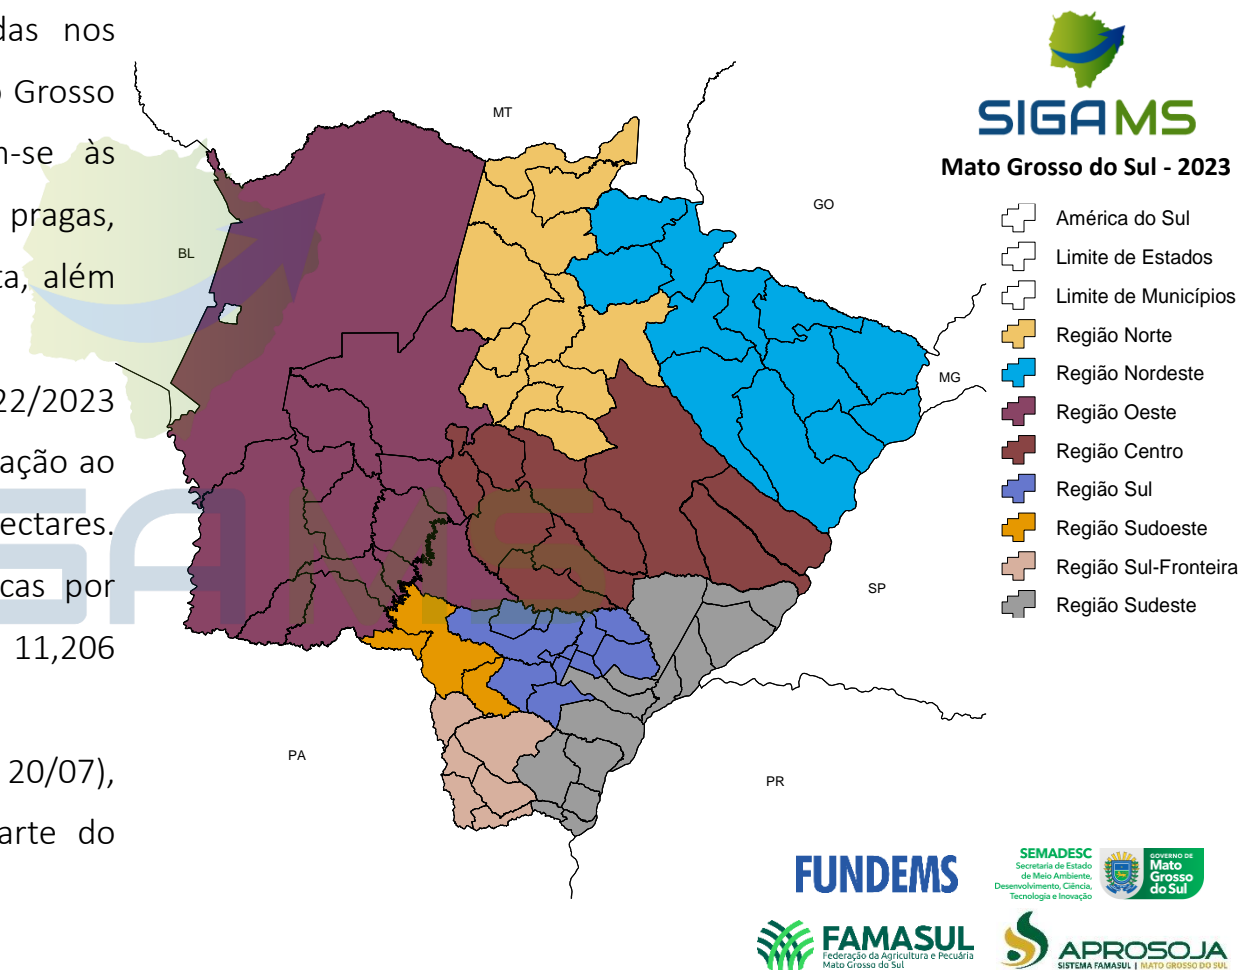 das nos
o Grosso
m-se às
pragas,
ta, além
22/2023
ação ao
ectares.
cas por
11,206
20/07),
arte do
SIGAMS
MT
GO
BL
MG
SP
PA
PR
SIGAMS
Mato Grosso do Sul - 2023
América do Sul
Limite de Estados
Limite de Municípios
Região Norte
Região Nordeste
Região Oeste
Região Centro
Região Sul
Região Sudoeste
Região Sul-Fronteira
Região Sudeste
FUNDEMS
SEMADESC
Secretaria de Estado
de Meio Ambiente,
Desenvolvimento, Ciência,
Tecnologia e Inovação
GOVERNO DE
Mato
Grosso
do Sul
FAMASUL
Federação da Agricultura e Pecuária
Mato Grosso do Sul
APROSOJA
SISTEMA FAMASUL | MATO GROSSO DO SUL